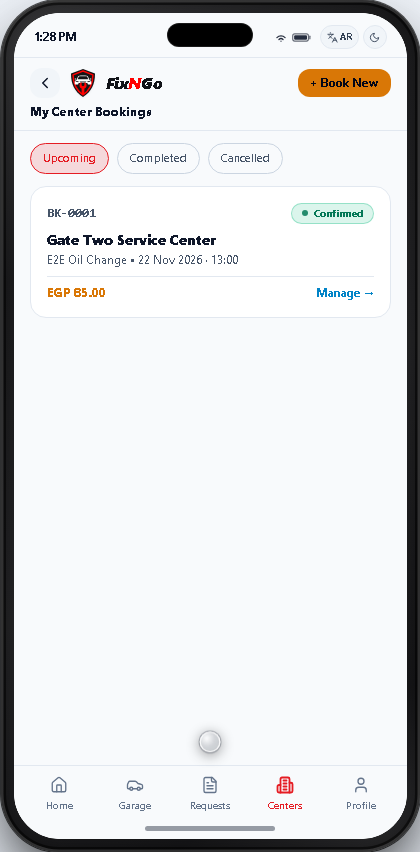 1:28 PM
AR
FixNGo
+ Book New
My Center Bookings
Upcoming
Completed
Cancelled
BK-0001
Confirmed
Gate Two Service Center
E2E Oil Change • 22 Nov 2026 · 13:00
EGP 65.00
Manage →
Home
Garage
Requests
Centers
Profile